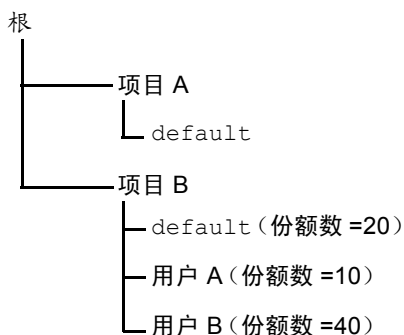 根
项目 A
default
项目 B
default（份额数 =20）
用户 A（份额数 =10）
用户 B（份额数 =40）